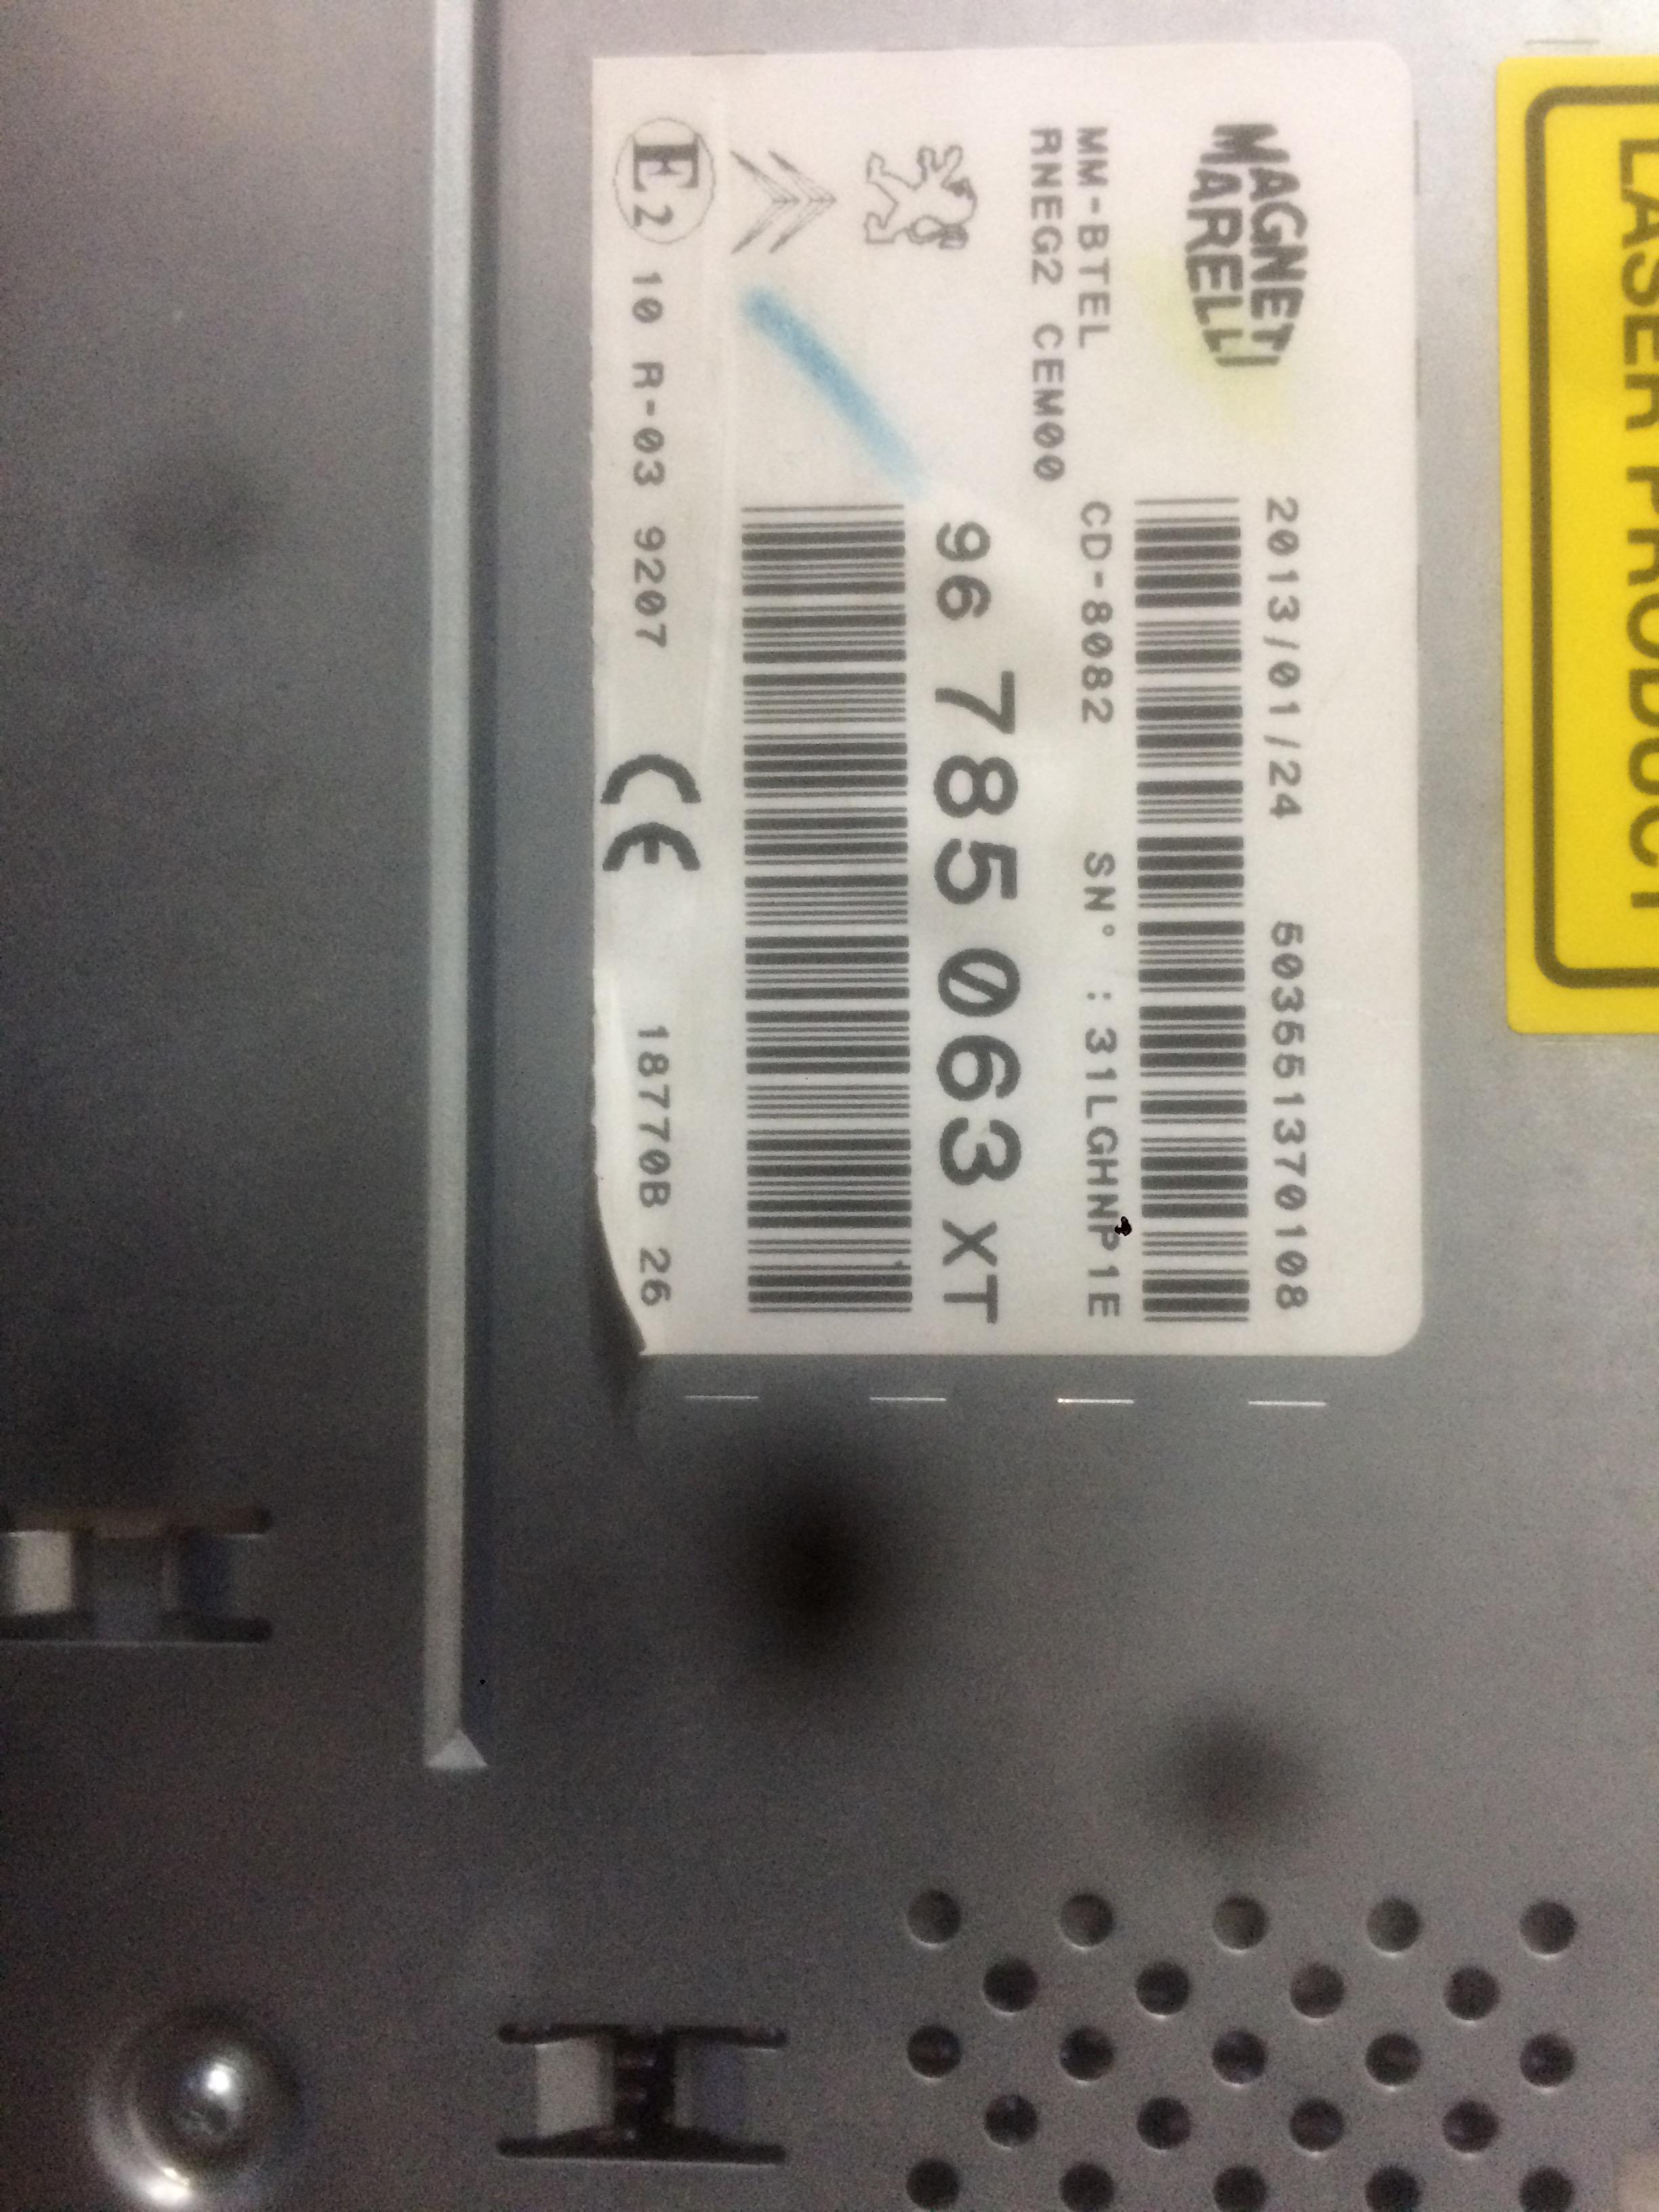 MAGNETI
MARELLI
2013/01/24 503551370108
MM-BTEL
RNEG2 CEM00
CD-8082 SN° : 31LGHNP1E
96 785 063 XT
E2 10 R-03 9207 CE 18770B 26
LASER PRODUCT